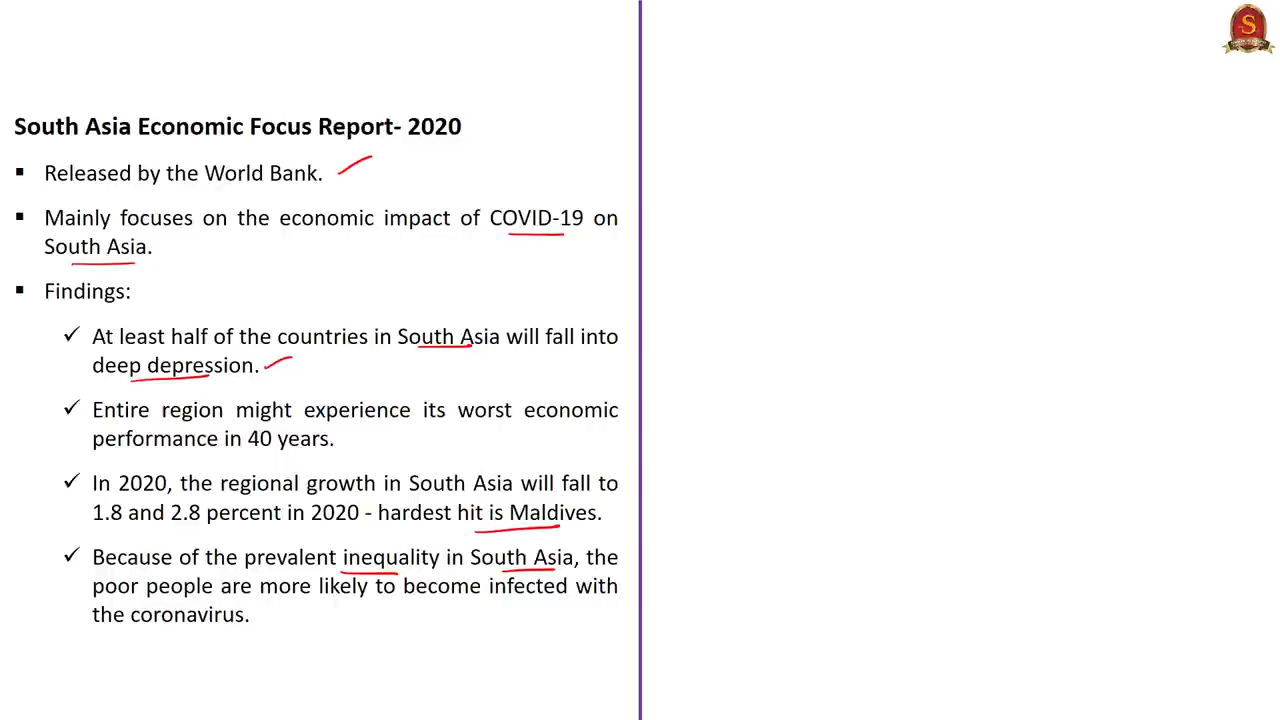 South Asia Economic Focus Report- 2020
▪ Released by the World Bank.
▪ Mainly focuses on the economic impact of COVID-19 on
South Asia.
▪ Findings:
✓ At least half of the countries in South Asia will fall into
deep depression.
✓ Entire region might experience its worst economic
performance in 40 years.
✓ In 2020, the regional growth in South Asia will fall to
1.8 and 2.8 percent in 2020 - hardest hit is Maldives.
✓ Because of the prevalent inequality in South Asia, the
poor people are more likely to become infected with
the coronavirus.
S